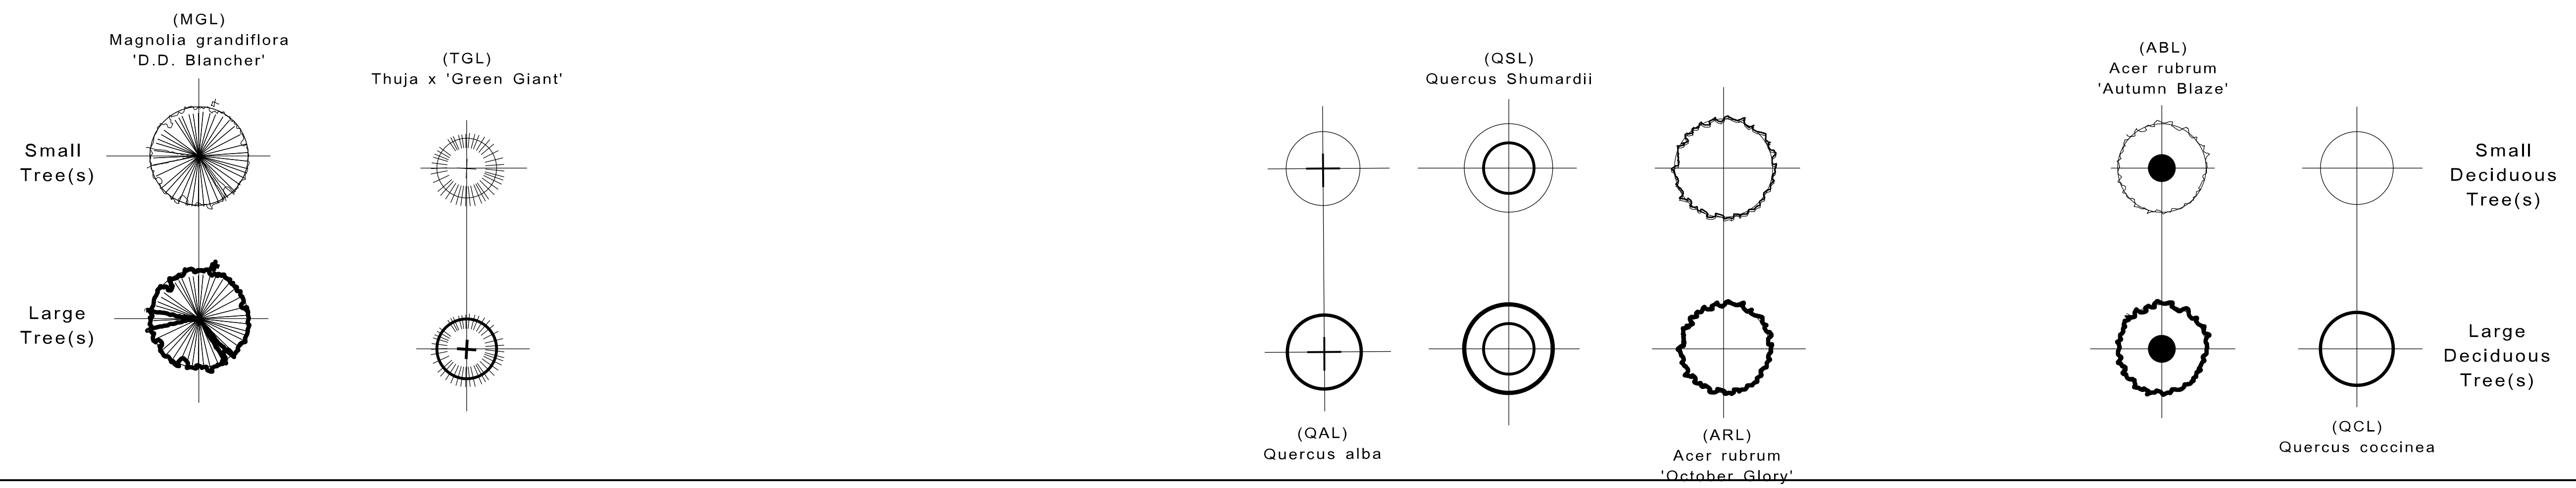 (MGL)
Magnolia grandiflora
'D.D. Blancher'
(TGL)
Thuja x 'Green Giant'
(QSL)
Quercus Shumardii
(ABL)
Acer rubrum
'Autumn Blaze'
Small
Tree(s)
Small
Deciduous
Tree(s)
Large
Tree(s)
Large
Deciduous
Tree(s)
(QAL)
Quercus alba
(ARL)
Acer rubrum
'October Glory'
(QCL)
Quercus coccinea